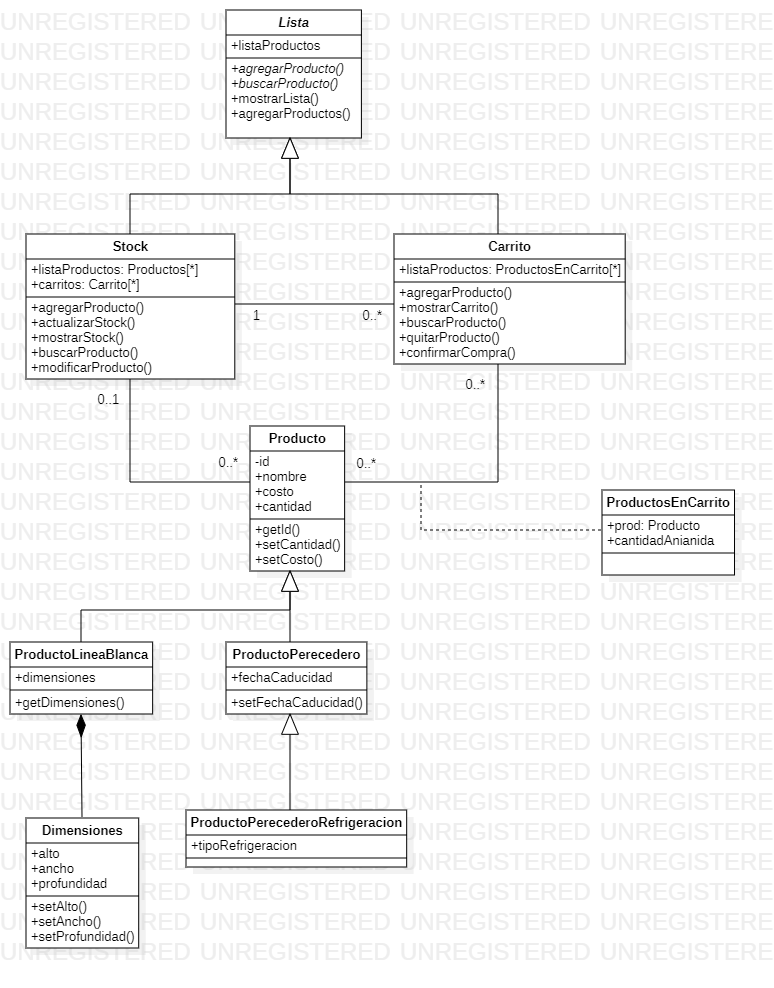 Lista
+listaProductos
+agregarProducto()
+buscarProducto()
+mostrarLista()
+agregarProductos()
Stock
+listaProductos: Productos[*]
+carritos: Carrito[*]
+agregarProducto()
+actualizarStock()
+mostrarStock()
+buscarProducto()
+modificarProducto()
Carrito
+listaProductos: ProductosEnCarrito[*]
+agregarProducto()
+mostrarCarrito()
+buscarProducto()
+quitarProducto()
+confirmarCompra()
1
0..*
0..1
0..*
0..*
0..*
Producto
-id
+nombre
+costo
+cantidad
+getId()
+setCantidad()
+setCosto()
ProductosEnCarrito
+prod: Producto
+cantidadAnianida
ProductoLineaBlanca
+dimensiones
+getDimensiones()
ProductoPerecedero
+fechaCaducidad
+setFechaCaducidad()
Dimensiones
+alto
+ancho
+profundidad
+setAlto()
+setAncho()
+setProfundidad()
ProductoPerecederoRefrigeracion
+tipoRefrigeracion
UNREGISTERED